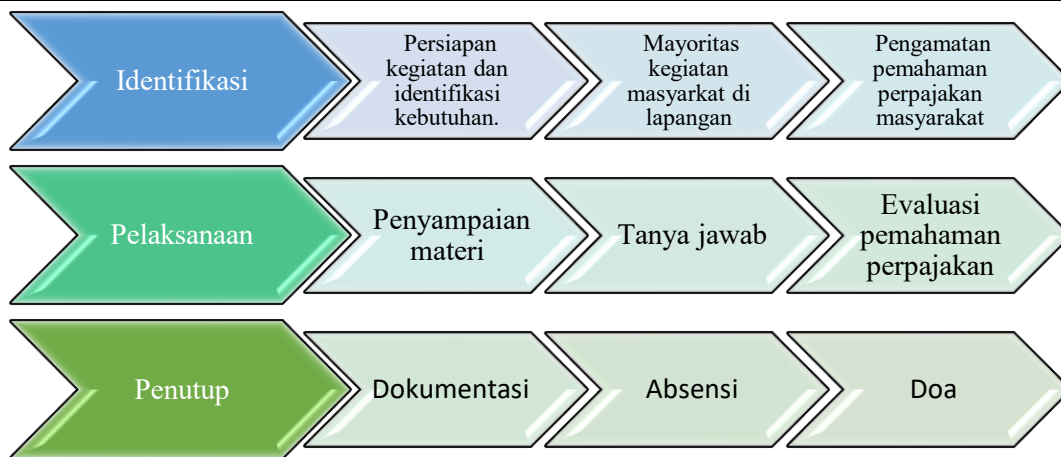 Identifikasi
Persiapan
kegiatan dan
identifikasi
kebutuhan.
Mayoritas
kegiatan
masyarkat di
lapangan
Pengamatan
pemahaman
perpajakan
masyarakat
Pelaksanaan
Penyampaian
materi
Tanya jawab
Evaluasi
pemahaman
perpajakan
Penutup
Dokumentasi
Absensi
Doa